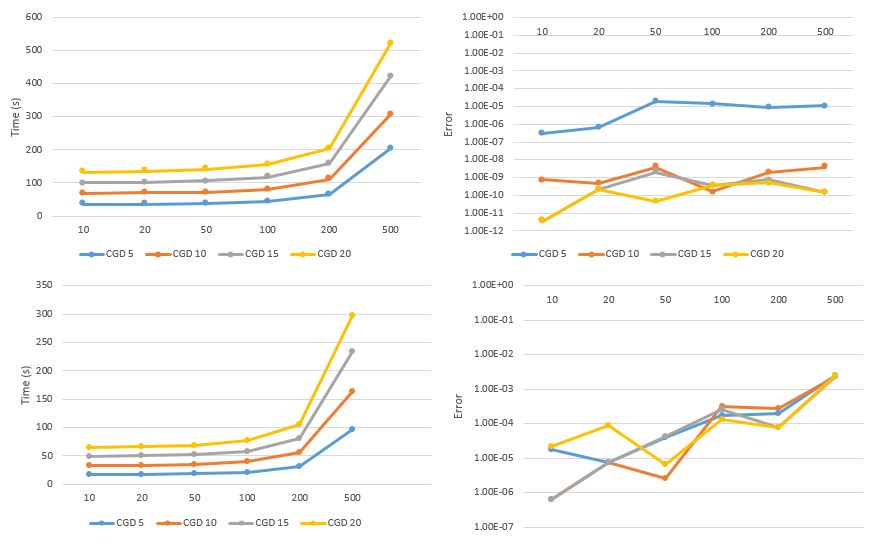 600
500
400
300
200
100
0
Time (s)
10 20 50 100 200 500
CGD 5 CGD 10 CGD 15 CGD 20
1.00E+00
1.00E-01
1.00E-02
1.00E-03
1.00E-04
1.00E-05
1.00E-06
1.00E-07
1.00E-08
1.00E-09
1.00E-10
1.00E-11
1.00E-12
Error
10 20 50 100 200 500
CGD 5 CGD 10 CGD 15 CGD 20
350
300
250
200
150
100
50
0
Time (s)
10 20 50 100 200 500
CGD 5 CGD 10 CGD 15 CGD 20
1.00E+00
1.00E-01
1.00E-02
1.00E-03
1.00E-04
1.00E-05
1.00E-06
1.00E-07
Error
10 20 50 100 200 500
CGD 5 CGD 10 CGD 15 CGD 20